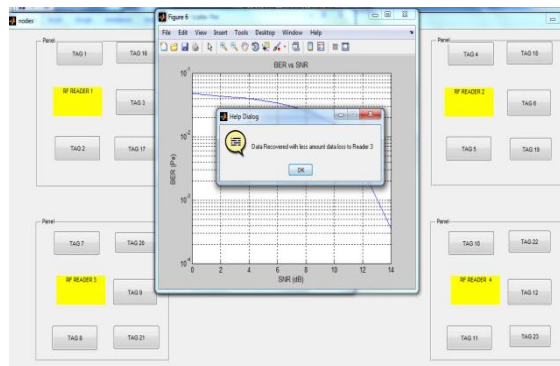 nodes
Figure 6
File Edit View Insert Tools Desktop Window Help
BER vs SNR
10^-1
10^-2
10^-3
10^-4
BER (Pe)
0 2 4 6 8 10 12 14
SNR (dB)
Help Dialog
Data Recovered with less amount data loss to Reader 3
OK
Panel
TAG 1
TAG 16
RF READER 1
TAG 3
TAG 2
TAG 17
Panel
TAG 4
TAG 18
RF READER 2
TAG 6
TAG 5
TAG 19
Panel
TAG 7
TAG 20
RF READER 3
TAG 9
TAG 8
TAG 21
Panel
TAG 10
TAG 22
RF READER 4
TAG 12
TAG 11
TAG 23